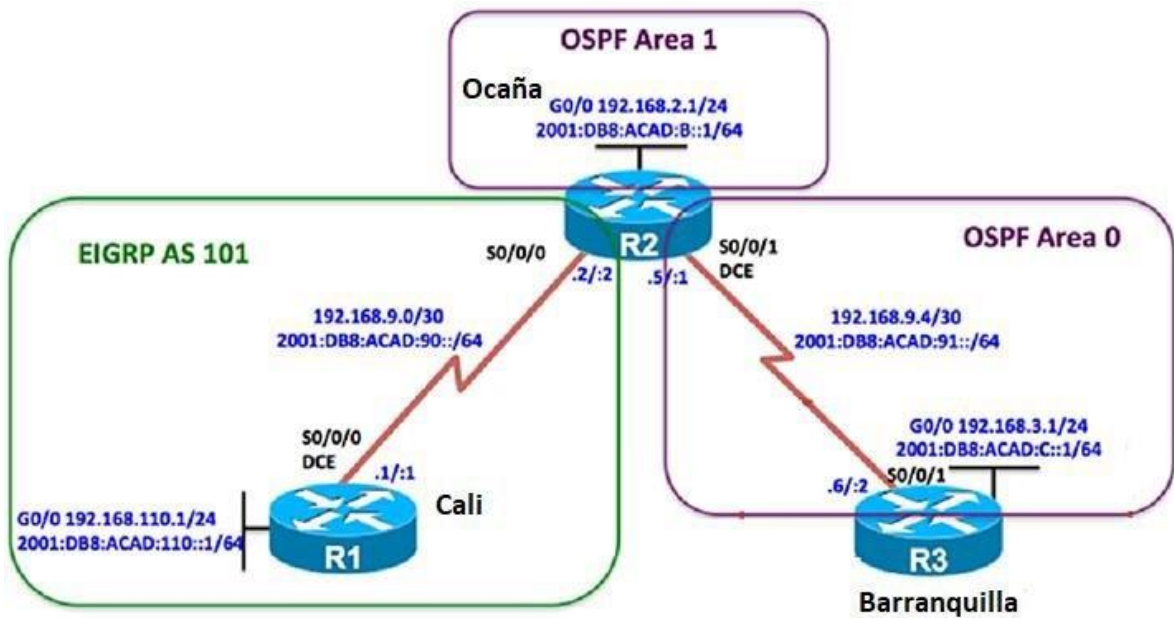 OSPF Area 1
Ocaña
G0/0 192.168.2.1/24
2001:DB8:ACAD:B::1/64
R2
EIGRP AS 101
S0/0/0
.2/:2
.5/:1
S0/0/1
DCE
OSPF Area 0
192.168.9.0/30
2001:DB8:ACAD:90::/64
192.168.9.4/30
2001:DB8:ACAD:91::/64
S0/0/0
DCE
.1/:1
Cali
G0/0 192.168.110.1/24
2001:DB8:ACAD:110::1/64
R1
G0/0 192.168.3.1/24
2001:DB8:ACAD:C::1/64
.6/:2
S0/0/1
R3
Barranquilla